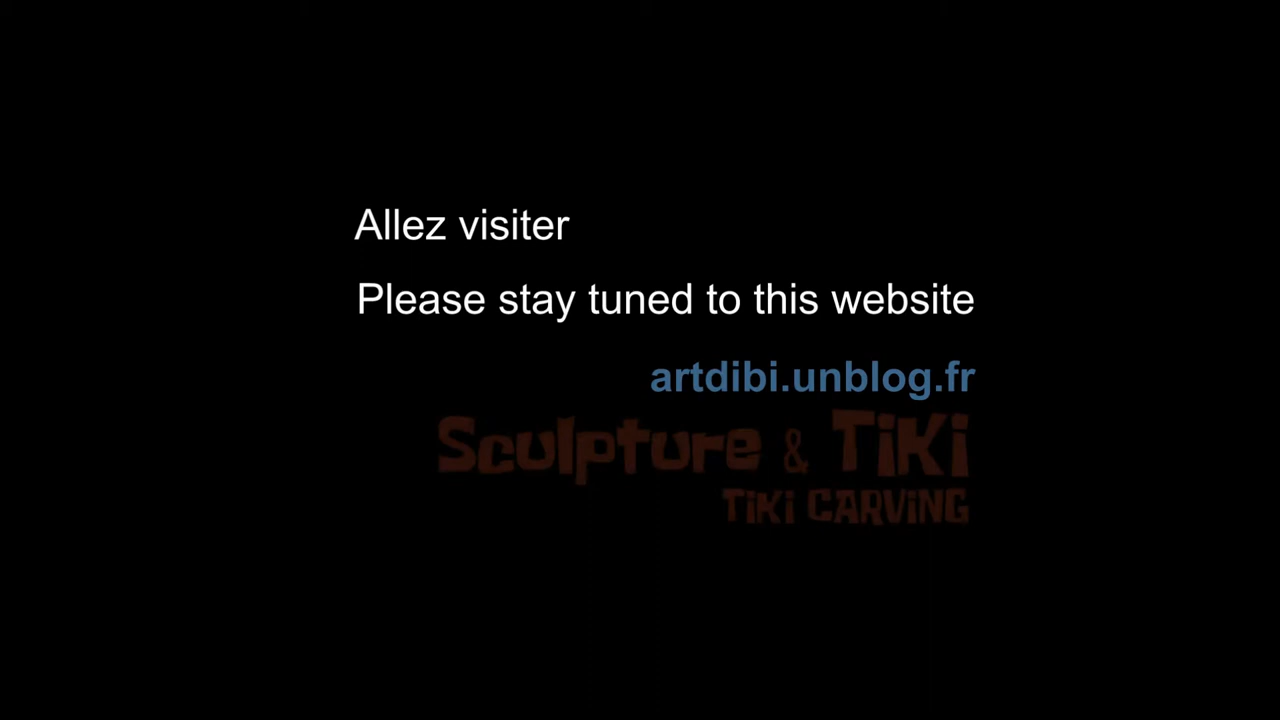 Allez visiter
Please stay tuned to this website
artdibi.unblog.fr
Sculpture & TiKi
TiKi CARViNG